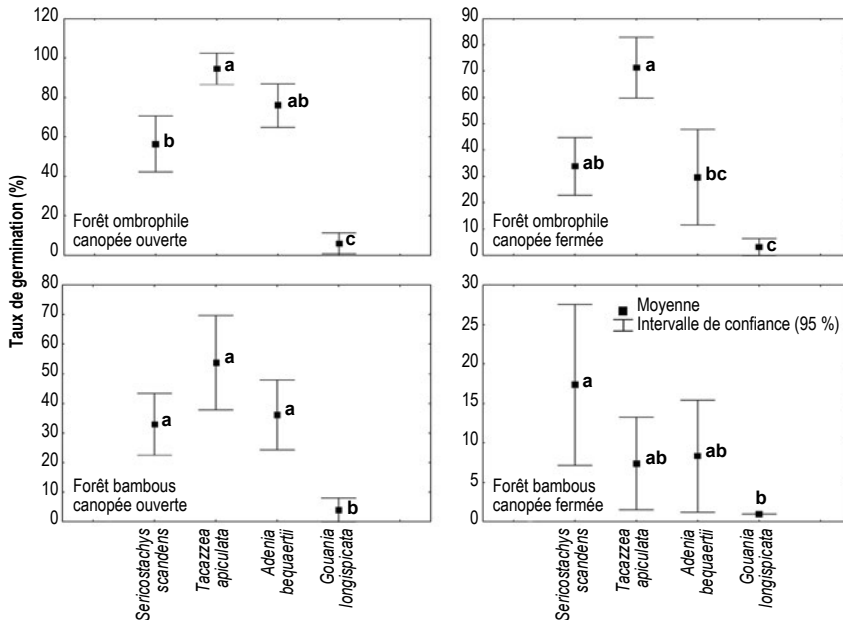 Taux de germination (%)
120
100
80
60
40
20
0
a
ab
b
c
Forêt ombrophile
canopée ouverte
90
80
70
60
50
40
30
20
10
0
a
ab
bc
c
Forêt ombrophile
canopée fermée
80
70
60
50
40
30
20
10
0
a
a
a
b
Forêt bambous
canopée ouverte
30
25
20
15
10
5
0
Moyenne
Intervalle de confiance (95 %)
a
ab
ab
b
Forêt bambous
canopée fermée
Sericostachys
scandens
Tacazzea
apiculata
Adenia
bequaertii
Gouania
longispicata
Sericostachys
scandens
Tacazzea
apiculata
Adenia
bequaertii
Gouania
longispicata